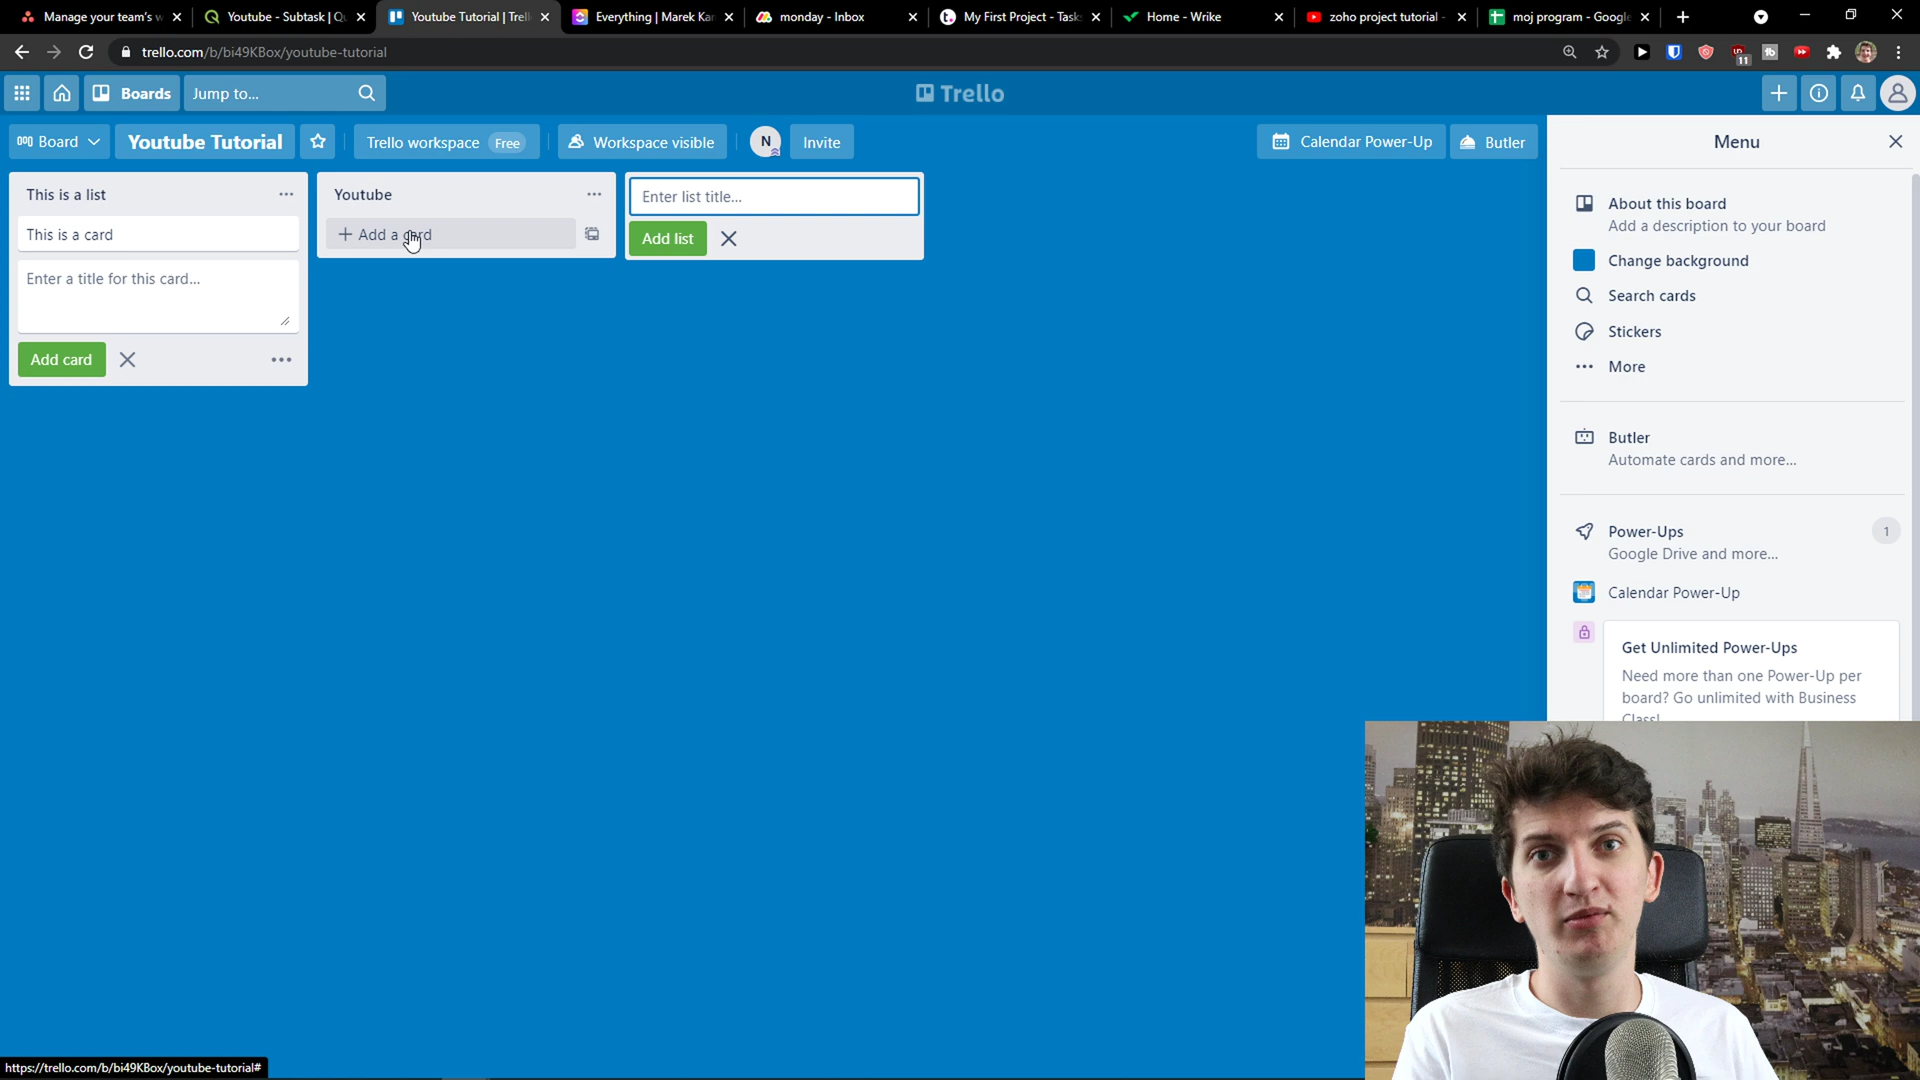 Manage your team's w
Youtube - Subtask | Q
Youtube Tutorial | Trell
Everything | Marek Kar
monday - Inbox
My First Project - Task
Home - Wrike
zoho project tutorial -
moj program - Google
trello.com/b/bi49KBox/youtube-tutorial
11
Boards
Jump to...
Trello
Board
Youtube Tutorial
Trello workspace Free
Workspace visible
N
Invite
Calendar Power-Up
Butler
Menu
This is a list
This is a card
Enter a title for this card...
Add card
Youtube
+ Add a card
Enter list title...
Add list
About this board
Add a description to your board
Change background
Search cards
Stickers
More
Butler
Automate cards and more...
Power-Ups
1
Google Drive and more...
Calendar Power-Up
Get Unlimited Power-Ups
Need more than one Power-Up per
board? Go unlimited with Business
Class!
https://trello.com/b/bi49KBox/youtube-tutorial#